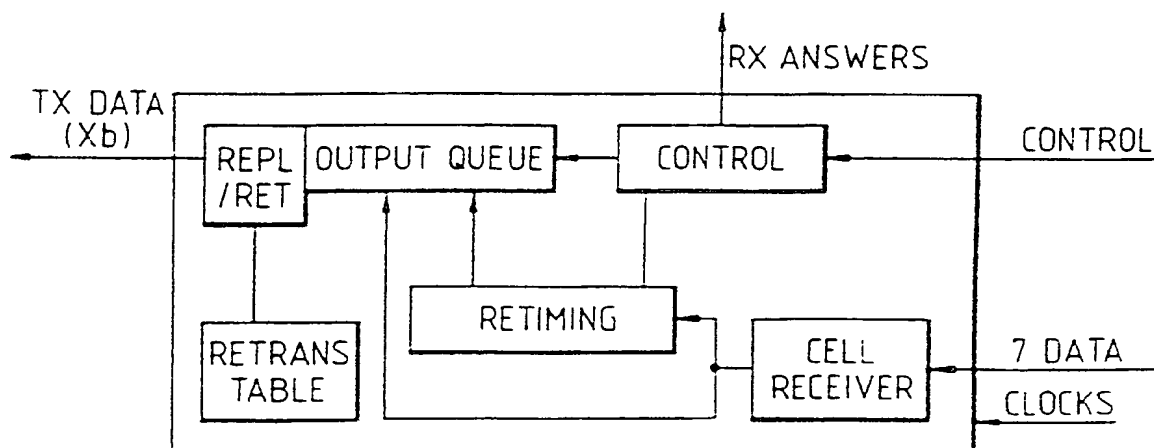 RX ANSWERS
TX DATA
(Xb)
REPL
/RET
OUTPUT QUEUE
CONTROL
CONTROL
RETIMING
RETRANS
TABLE
CELL
RECEIVER
7 DATA
CLOCKS